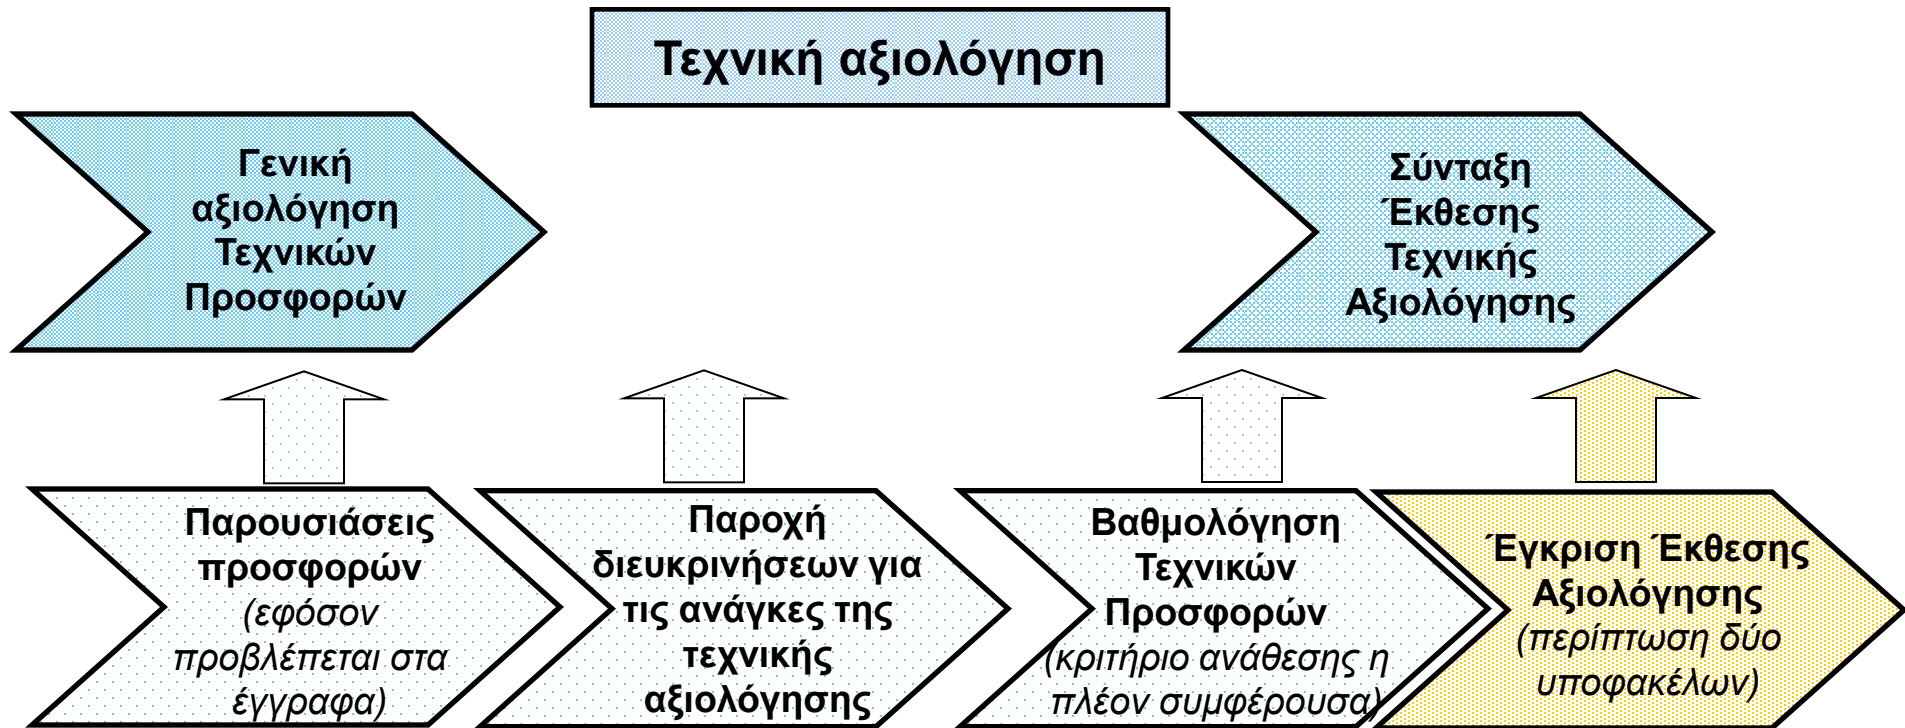 Τεχνική αξιολόγηση
Γενική
αξιολόγηση
Τεχνικών
Προσφορών
Σύνταξη
Έκθεσης
Τεχνικής
Αξιολόγησης
Παρουσιάσεις
προσφορών
(εφόσον
προβλέπεται στα
έγγραφα)
Παροχή
διευκρινήσεων για
τις ανάγκες της
τεχνικής
αξιολόγησης
Βαθμολόγηση
Τεχνικών
Προσφορών
(κριτήριο ανάθεσης η
πλέον συμφέρουσα)
Έγκριση Έκθεσης
Αξιολόγησης
(περίπτωση δύο
υποφακέλων)